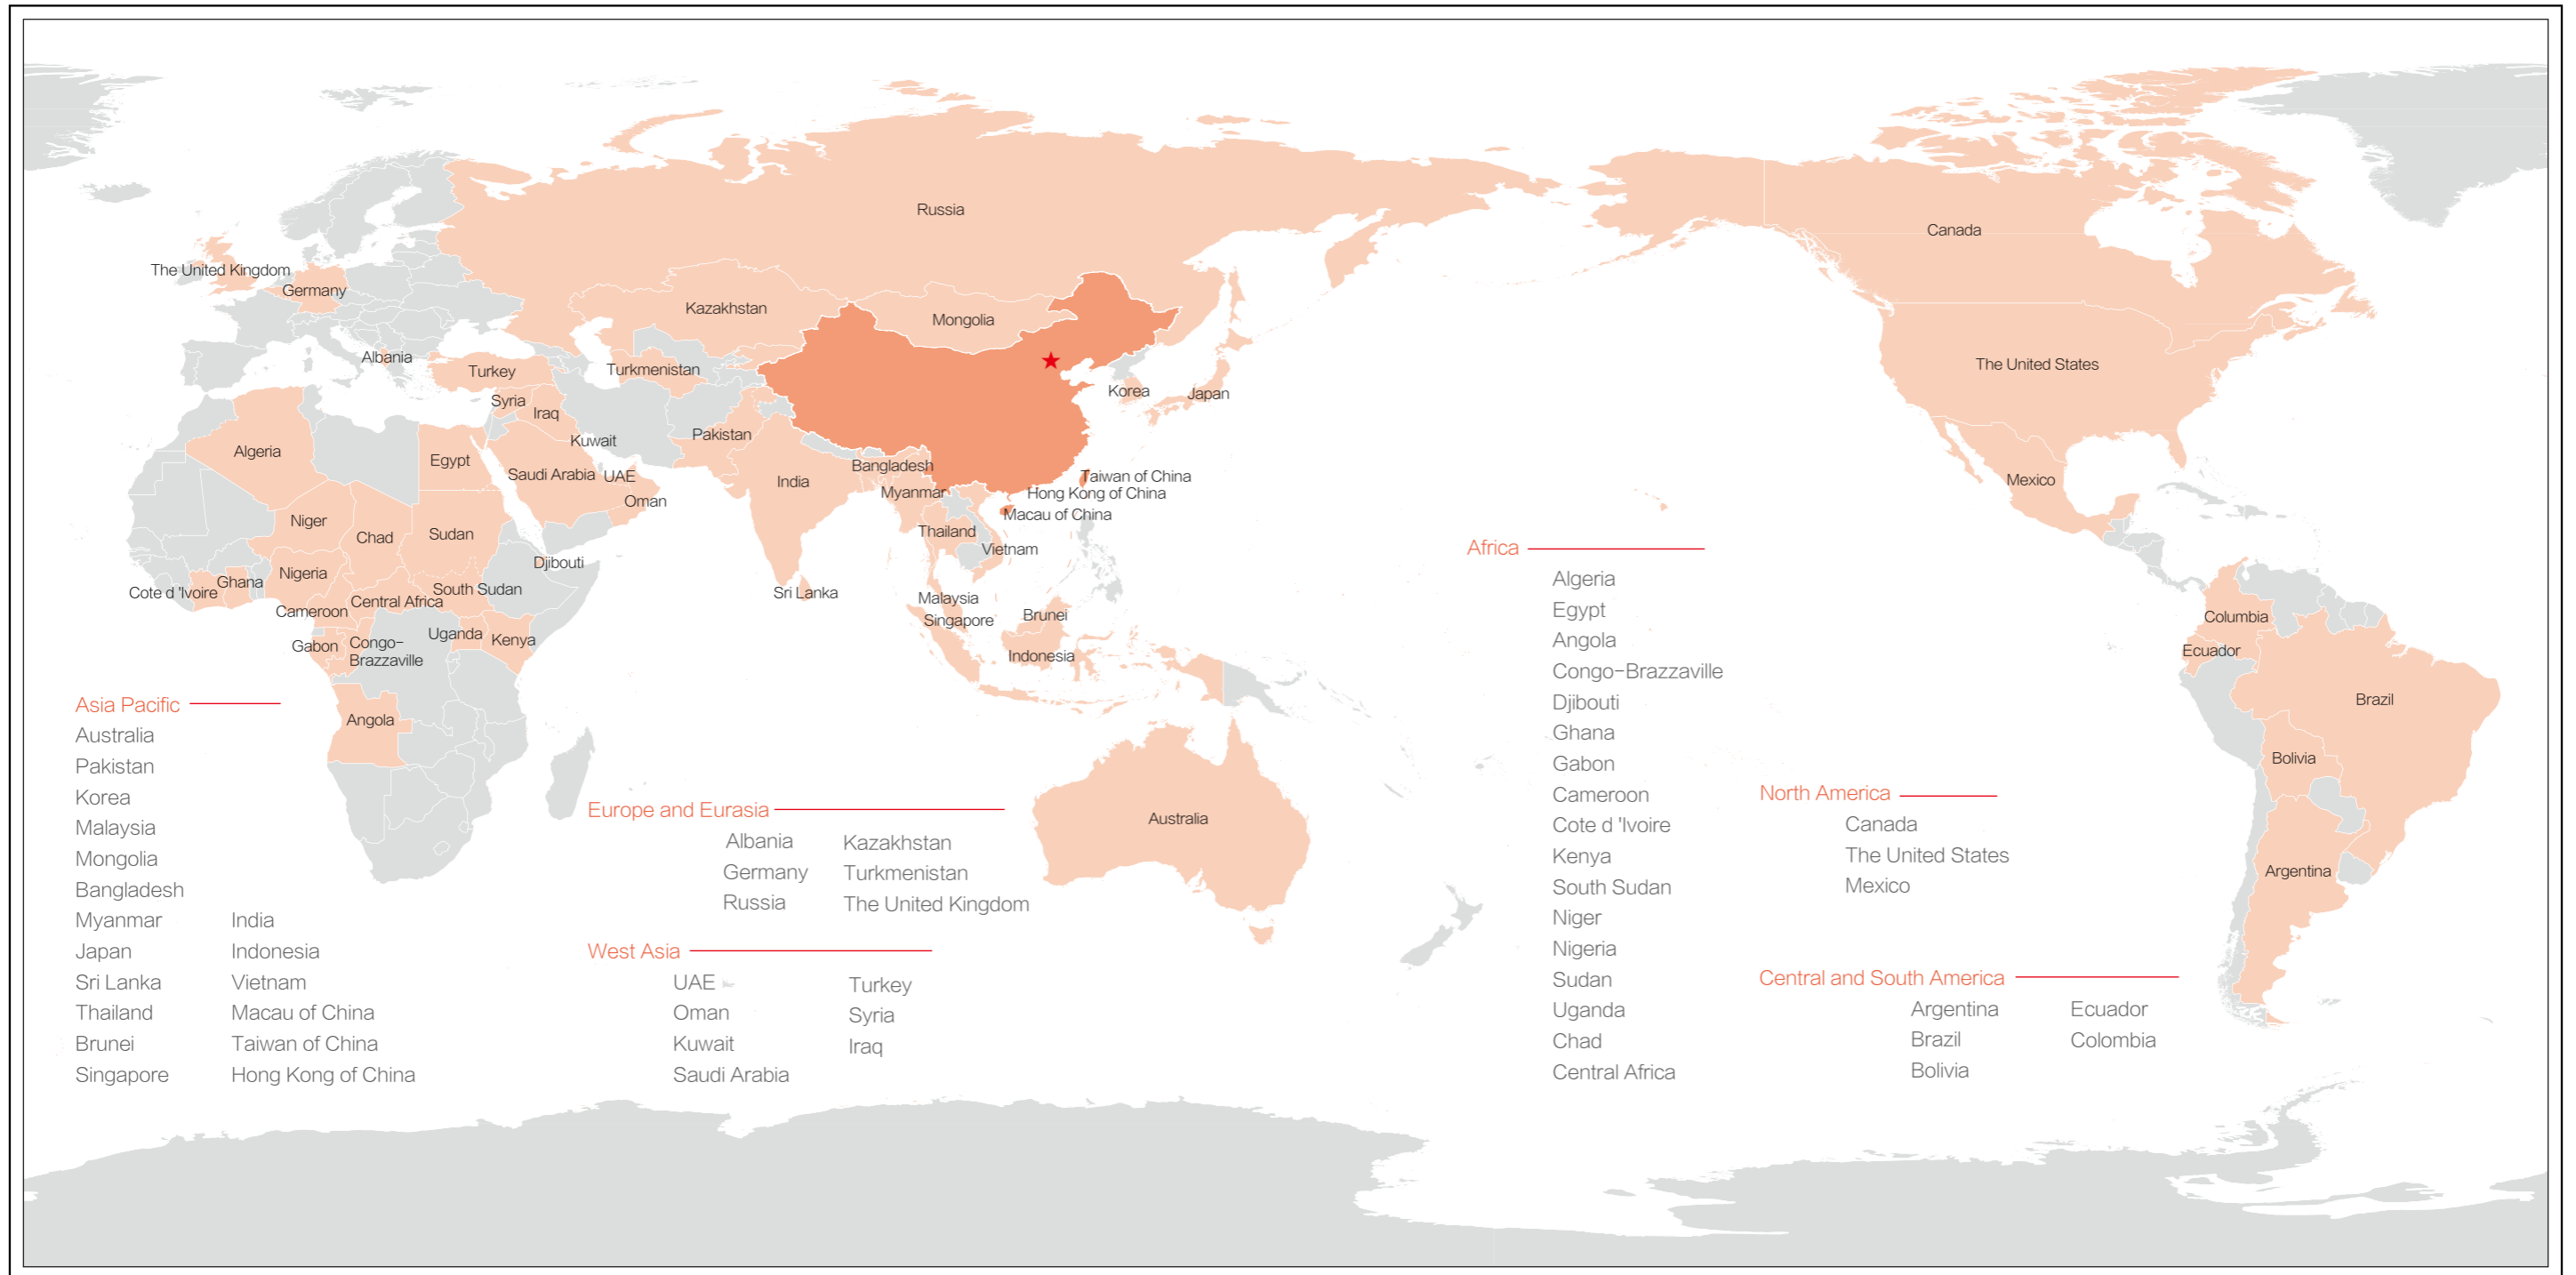 Russia
Canada
The United Kingdom
Germany
Kazakhstan
Mongolia
Albania
Turkey
Turkmenistan
The United States
Korea
Japan
Syria
Iraq
Kuwait
Pakistan
Algeria
Egypt
Saudi Arabia
UAE
Oman
India
Bangladesh
Myanmar
Taiwan of China
Hong Kong of China
Macau of China
Mexico
Niger
Chad
Sudan
Thailand
Vietnam
Djibouti
Nigeria
Ghana
Cote d 'Ivoire
South Sudan
Central Africa
Cameroon
Sri Lanka
Malaysia
Singapore
Brunei
Columbia
Uganda
Kenya
Gabon
Congo-
Brazzaville
Indonesia
Ecuador
Angola
Brazil
Bolivia
Australia
Argentina
Asia Pacific
Australia
Pakistan
Korea
Malaysia
Mongolia
Bangladesh
Myanmar
Japan
Sri Lanka
Thailand
Brunei
Singapore
India
Indonesia
Vietnam
Macau of China
Taiwan of China
Hong Kong of China
Europe and Eurasia
Albania
Germany
Russia
Kazakhstan
Turkmenistan
The United Kingdom
West Asia
UAE
Oman
Kuwait
Saudi Arabia
Turkey
Syria
Iraq
Africa
Algeria
Egypt
Angola
Congo-Brazzaville
Djibouti
Ghana
Gabon
Cameroon
Cote d 'Ivoire
Kenya
South Sudan
Niger
Nigeria
Sudan
Uganda
Chad
Central Africa
North America
Canada
The United States
Mexico
Central and South America
Argentina
Brazil
Bolivia
Ecuador
Colombia